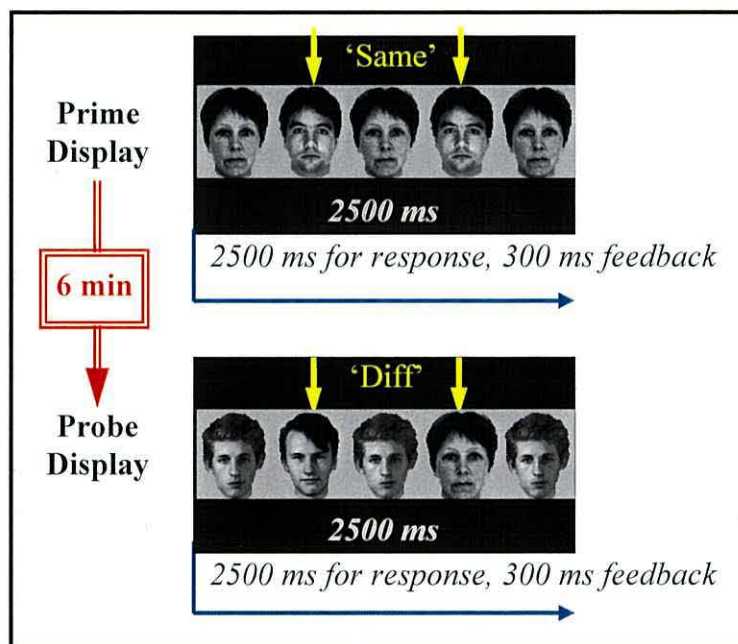 ‘Same’
Prime
Display
2500 ms
2500 ms for response, 300 ms feedback
6 min
‘Diff’
Probe
Display
2500 ms
2500 ms for response, 300 ms feedback